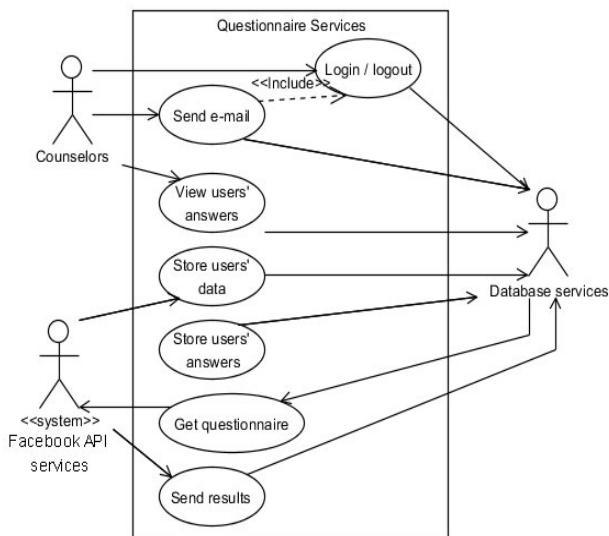 Questionnaire Services
Login / logout
<<Include>>
Send e-mail
Counselors
View users'
answers
Store users'
data
Database services
Store users'
answers
Get questionnaire
<<system>>
Facebook API
services
Send results